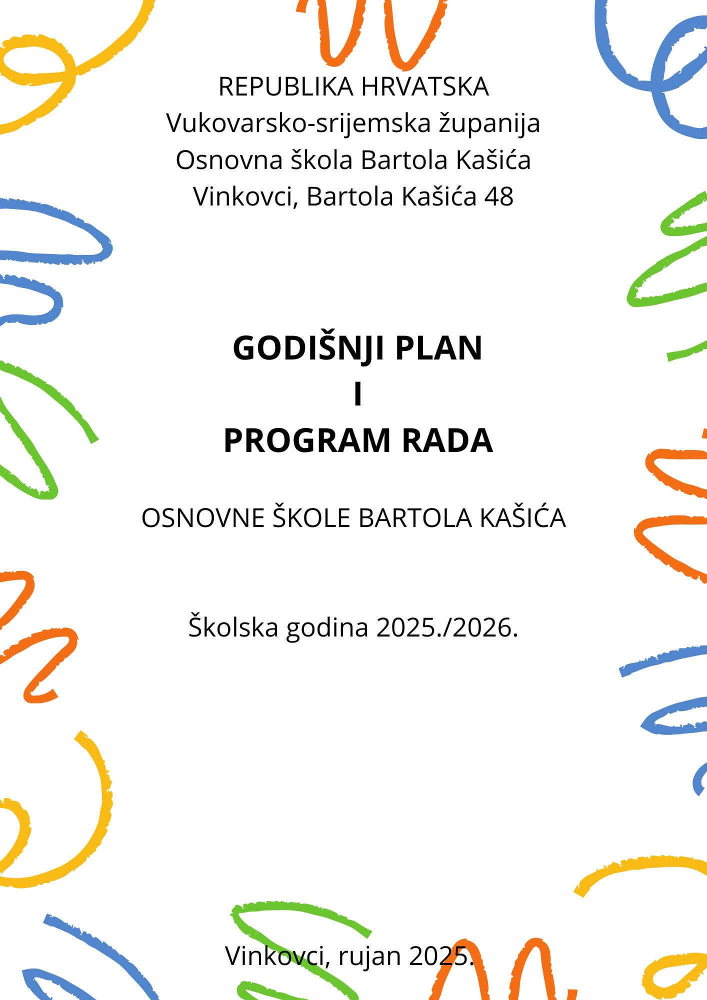 REPUBLIKA HRVATSKA
Vukovarsko-srijemska županija
Osnovna škola Bartola Kašića
Vinkovci, Bartola Kašića 48
GODIŠNJI PLAN
I
PROGRAM RADA
OSNOVNE ŠKOLE BARTOLA KAŠIĆA
Školska godina 2025./2026.
Vinkovci, rujan 2025.